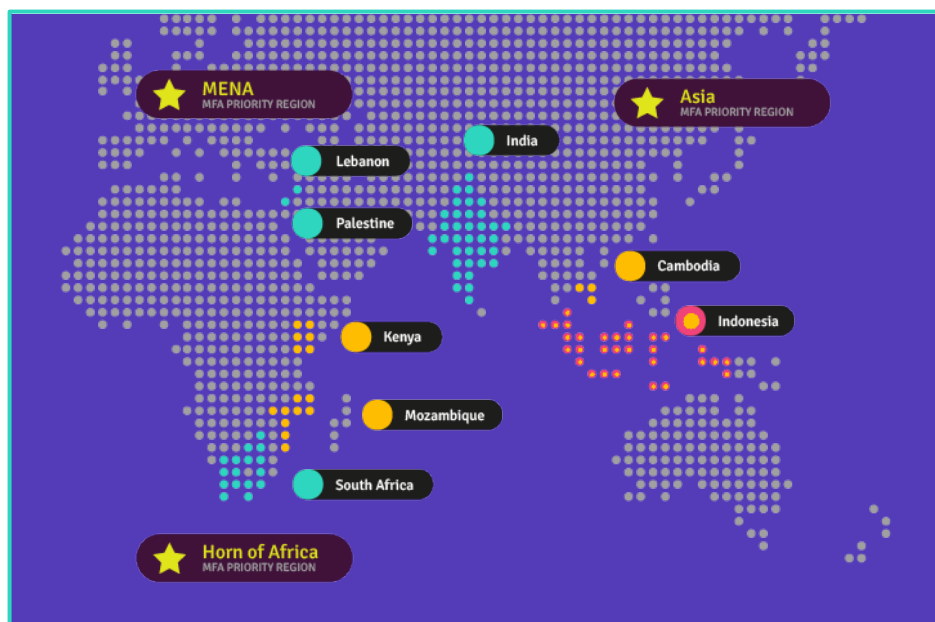 MENA
MFA PRIORITY REGION
Asia
MFA PRIORITY REGION
India
Lebanon
Palestine
Cambodia
Indonesia
Kenya
Mozambique
South Africa
Horn of Africa
MFA PRIORITY REGION